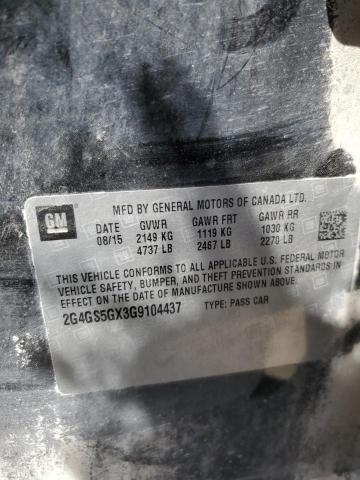 GM
MFD BY GENERAL MOTORS OF CANADA LTD.
DATE GVWR GAWR FRT GAWR RR
08/15 2149 KG 1119 KG 1030 KG
4737 LB 2467 LB 2270 LB
THIS VEHICLE CONFORMS TO ALL APPLICABLE U.S. FEDERAL MOTOR
VEHICLE SAFETY, BUMPER, AND THEFT PREVENTION STANDARDS IN
EFFECT ON THE DATE OF MANUFACTURE SHOWN ABOVE.
2G4GS5GX3G9104437 TYPE: PASS CAR